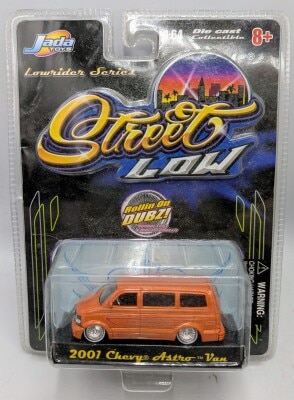 Jada
TOYS
1:64
Die cast
Collectible
8+
Lowrider Series
Street
LOW
Rollin On
DUBZ!
2001 Chevy® Astro™ Van
WARNING: